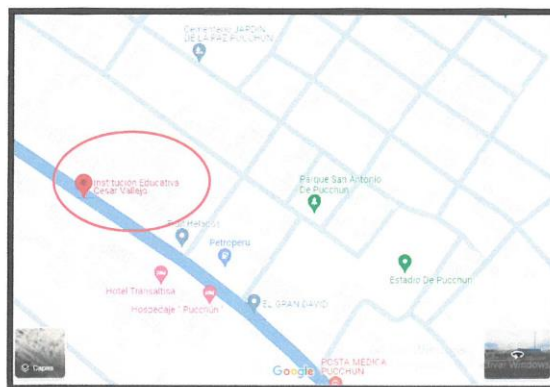 Cementerio JARDIN
DE LA PAZ PUCCHUN
Institución Educativa
Cesar Vallejo
Parque San Antonio
De Pucchun
Petroperu
Estadio De Pucchun
Hotel Transaltisa
Hospedaje " Pucchun"
EL GRAN DAVID
Capas
Google
POSTA MEDICA
PUCCHUN